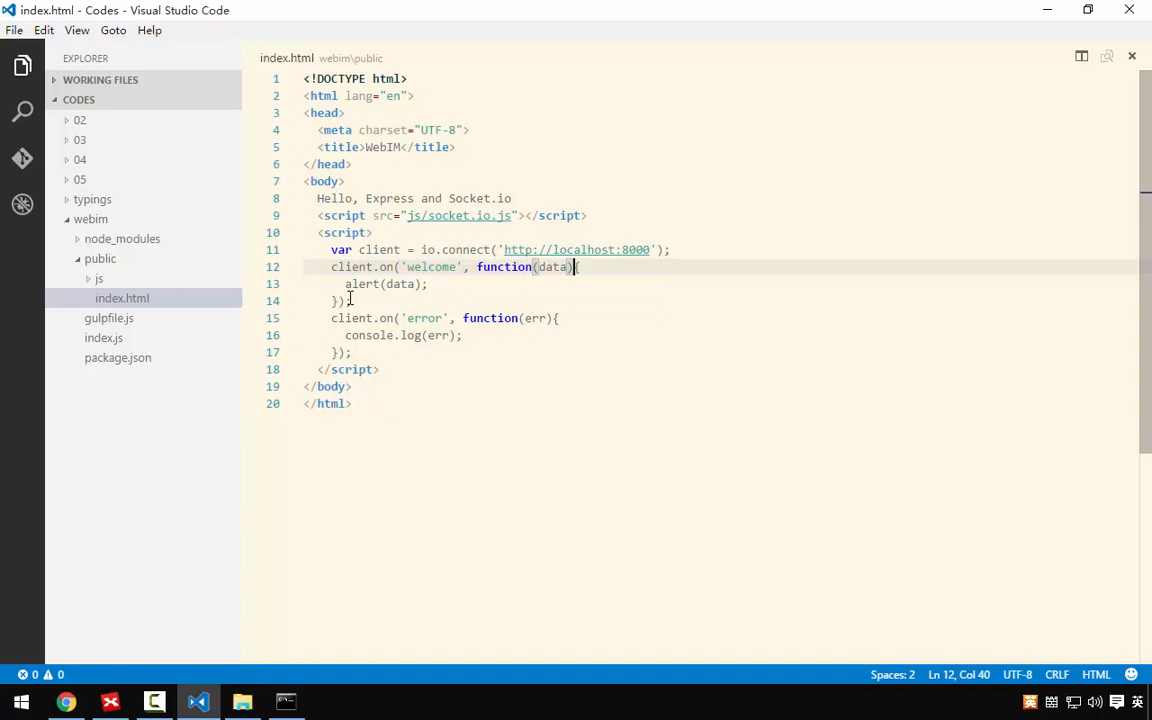 index.html - Codes - Visual Studio Code
File Edit View Goto Help
EXPLORER
WORKING FILES
CODES
02
03
04
05
typings
webim
node_modules
public
js
index.html
gulpfile.js
index.js
package.json
index.html webim\public
1 <!DOCTYPE html>
2 <html lang="en">
3 <head>
4 <meta charset="UTF-8">
5 <title>WebIM</title>
6 </head>
7 <body>
8 Hello, Express and Socket.io
9 <script src="js/socket.io.js"></script>
10 <script>
11 var client = io.connect('http://localhost:8000');
12 client.on('welcome', function(data){
13 alert(data);
14 });
15 client.on('error', function(err){
16 console.log(err);
17 });
18 </script>
19 </body>
20 </html>
0 0 Spaces: 2 Ln 12, Col 40 UTF-8 CRLF HTML
英 英